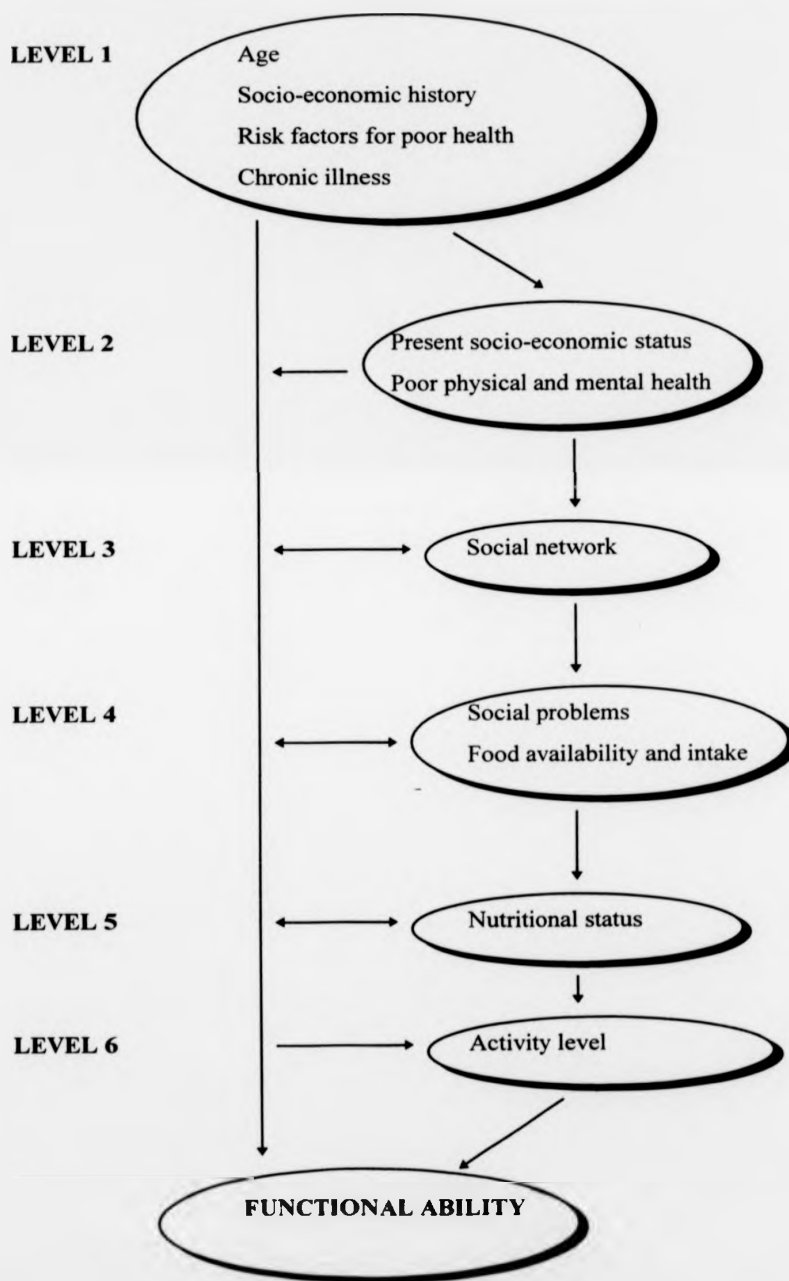 LEVEL 1
Age
Socio-economic history
Risk factors for poor health
Chronic illness
LEVEL 2
Present socio-economic status
Poor physical and mental health
LEVEL 3
Social network
LEVEL 4
Social problems
Food availability and intake
LEVEL 5
Nutritional status
LEVEL 6
Activity level
FUNCTIONAL ABILITY